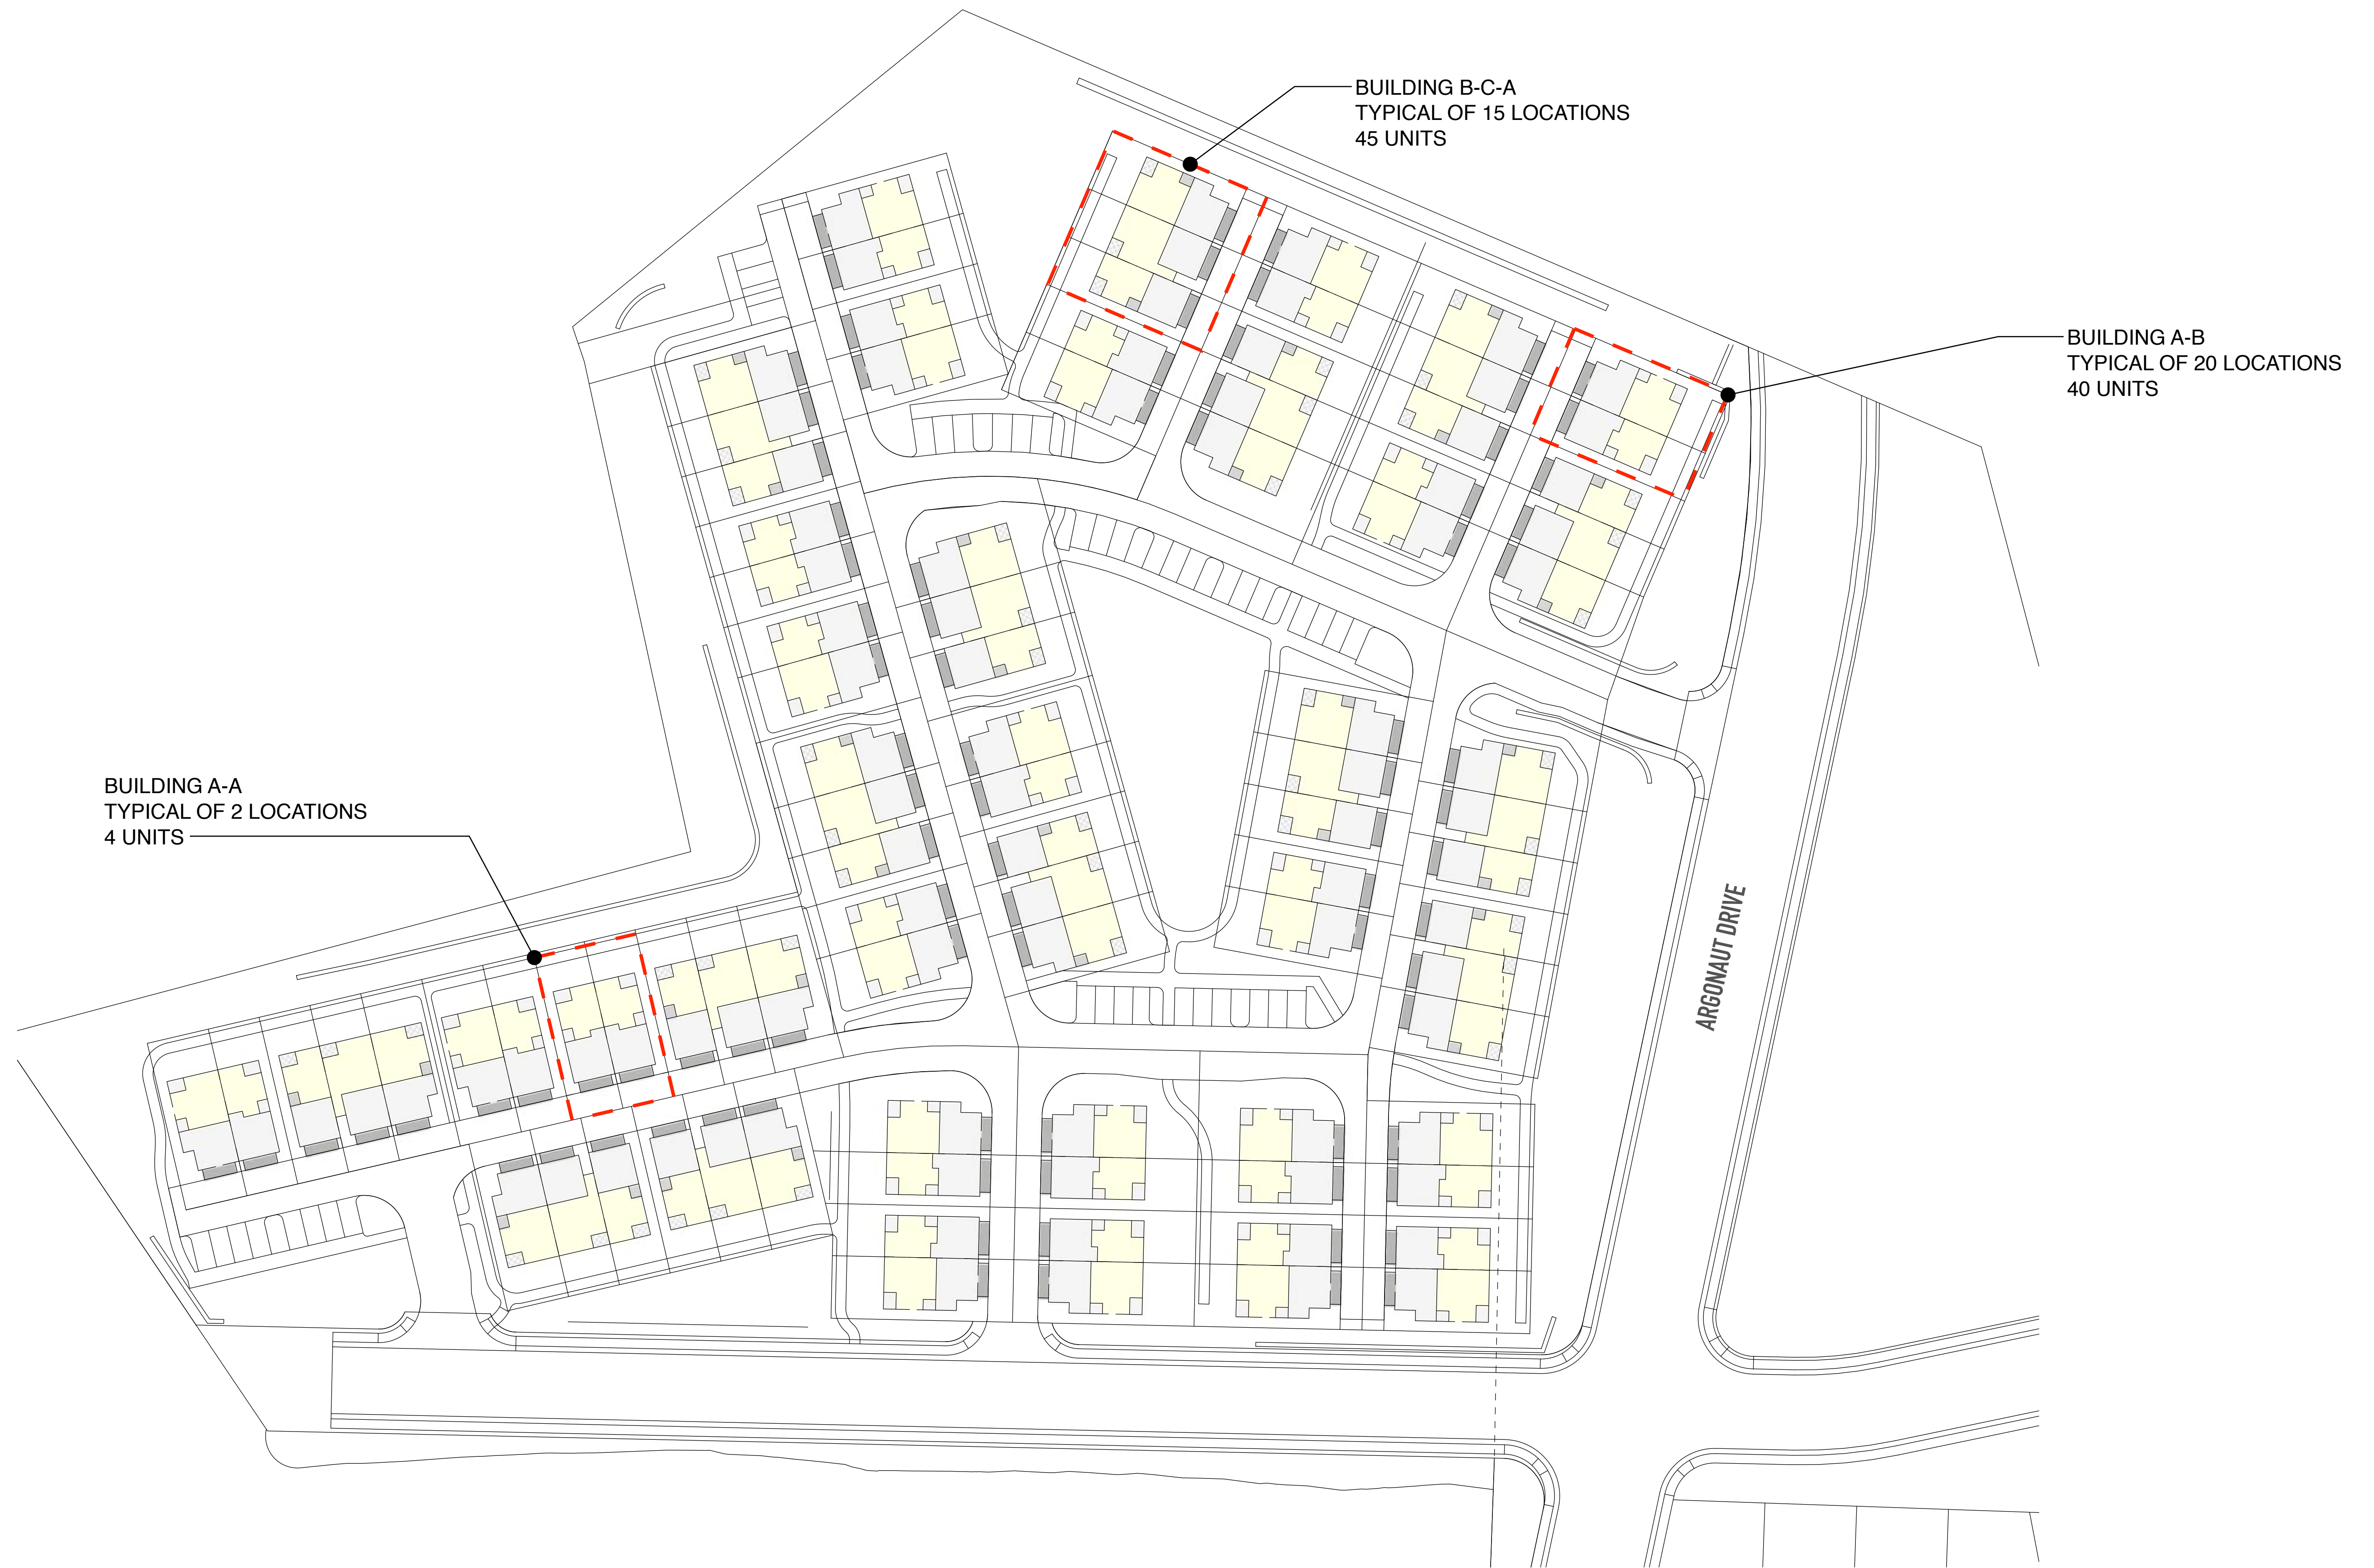 BUILDING B-C-A
TYPICAL OF 15 LOCATIONS
45 UNITS
BUILDING A-B
TYPICAL OF 20 LOCATIONS
40 UNITS
BUILDING A-A
TYPICAL OF 2 LOCATIONS
4 UNITS
ARGONAUT DRIVE